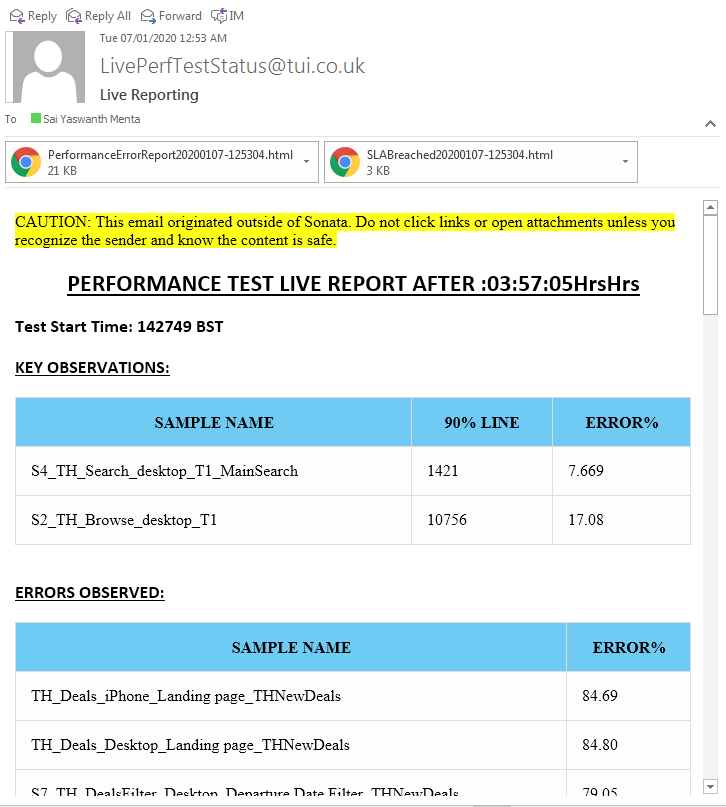 Reply Reply All Forward IM
Tue 07/01/2020 12:53 AM
LivePerfTestStatus@tui.co.uk
Live Reporting
To Sai Yaswanth Menta
PerformanceErrorReport20200107-125304.html
21 KB
SLABreached20200107-125304.html
3 KB
CAUTION: This email originated outside of Sonata. Do not click links or open attachments unless you
recognize the sender and know the content is safe.
PERFORMANCE TEST LIVE REPORT AFTER :03:57:05HrsHrs
Test Start Time: 142749 BST
KEY OBSERVATIONS:
SAMPLE NAME 90% LINE ERROR%
S4_TH_Search_desktop_T1_MainSearch 1421 7.669
S2_TH_Browse_desktop_T1 10756 17.08
ERRORS OBSERVED:
SAMPLE NAME ERROR%
TH_Deals_iPhone_Landing page_THNewDeals 84.69
TH_Deals_Desktop_Landing page_THNewDeals 84.80
S7_TH_DealsFilter_Desktop_Departure Date Filter_THNewDeals 79.05